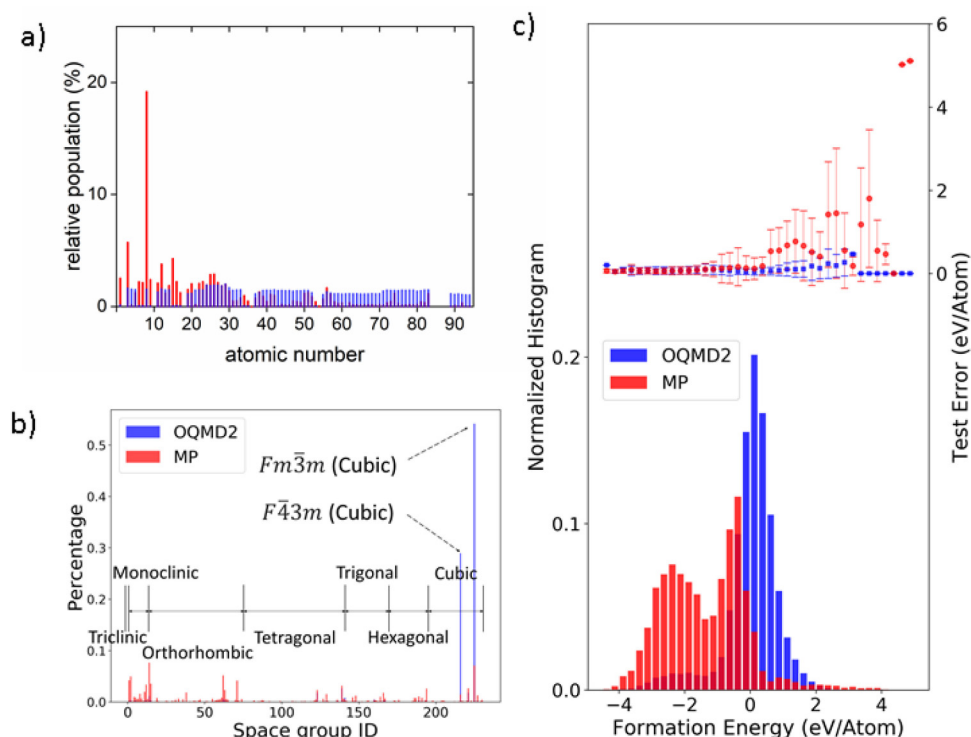 a)
relative population (%)
20
10
0
10 20 30 40 50 60 70 80 90
atomic number
b)
OQMD2
MP
Fm3̅m (Cubic)
F4̅3m (Cubic)
Percentage
0.5
0.4
0.3
0.2
0.1
0.0
Monoclinic
Trigonal
Cubic
Triclinic
Orthorhombic
Tetragonal
Hexagonal
0 50 100 150 200
Space group ID
c)
6
4
2
0
Test Error (eV/Atom)
Normalized Histogram
OQMD2
MP
0.2
0.1
0.0
−4 −2 0 2 4
Formation Energy (eV/Atom)